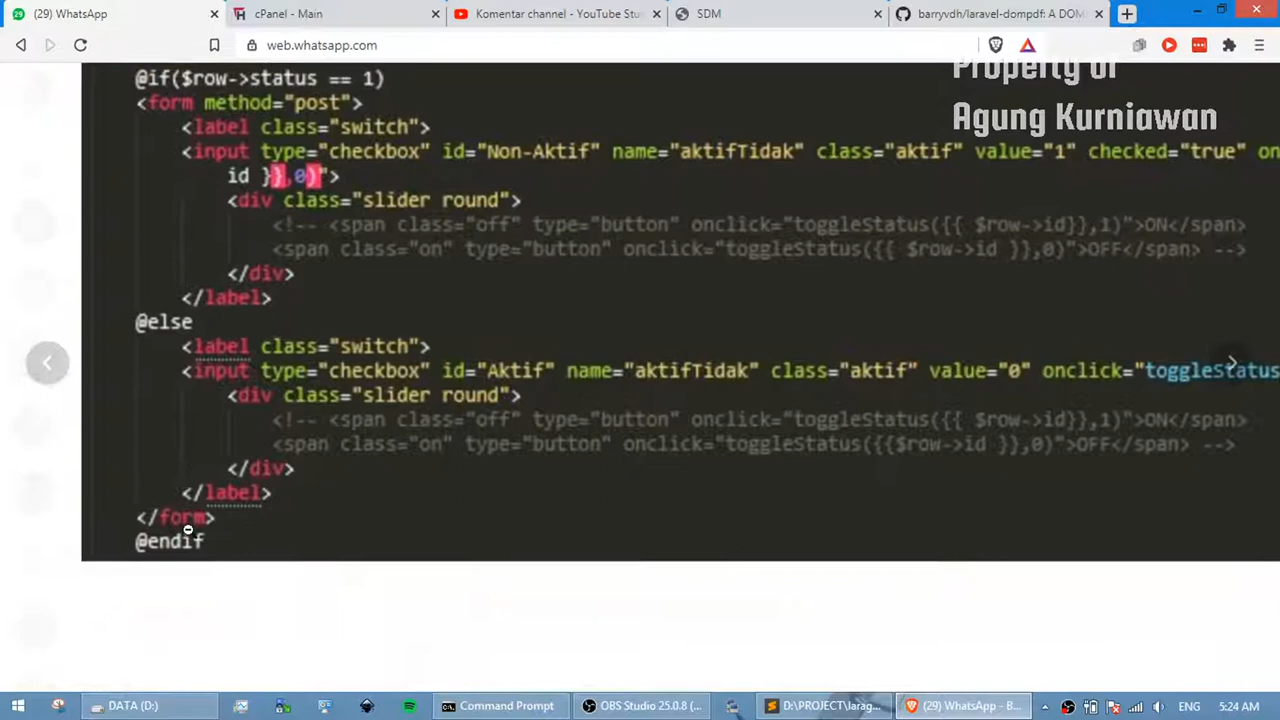 (29) WhatsApp
cPanel - Main
Komentar channel - YouTube Stu
SDM
barryvdh/laravel-dompdf: A DOM
web.whatsapp.com
Property of
Agung Kurniawan
@if($row->status == 1)
<form method="post">
<label class="switch">
<input type="checkbox" id="Non-Aktif" name="aktifTidak" class="aktif" value="1" checked="true" on
id }},0)">
<div class="slider round">
<!-- <span class="off" type="button" onclick="toggleStatus({{ $row->id}},1)">ON</span>
<span class="on" type="button" onclick="toggleStatus({{ $row->id }},0)">OFF</span> -->
</div>
</label>
@else
<label class="switch">
<input type="checkbox" id="Aktif" name="aktifTidak" class="aktif" value="0" onclick="toggleStatus
<div class="slider round">
<!-- <span class="off" type="button" onclick="toggleStatus({{ $row->id}},1)">ON</span>
<span class="on" type="button" onclick="toggleStatus({{$row->id }},0)">OFF</span> -->
</div>
</label>
</form>
@endif
DATA (D:)
Command Prompt
OBS Studio 25.0.8 (...
D:\PROJECT\larag...
(29) WhatsApp - B...
ENG
5:24 AM